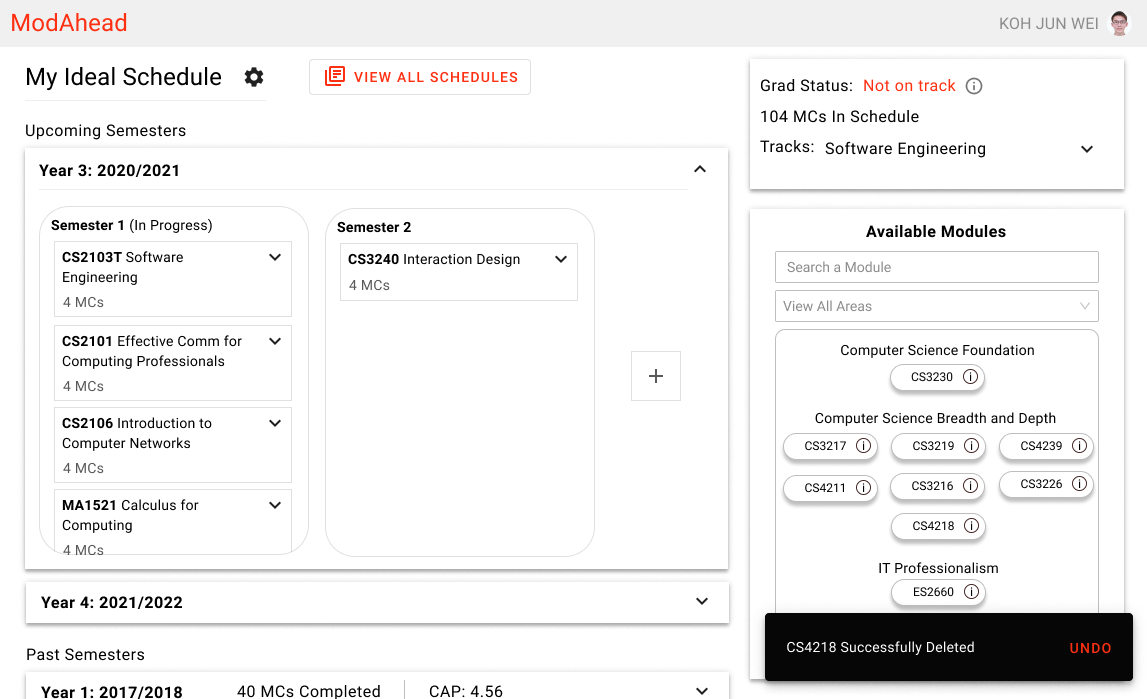 ModAhead
KOH JUN WEI
My Ideal Schedule
VIEW ALL SCHEDULES
Upcoming Semesters
Year 3: 2020/2021
Semester 1 (In Progress)
CS2103T Software
Engineering
4 MCs
CS2101 Effective Comm for
Computing Professionals
4 MCs
CS2106 Introduction to
Computer Networks
4 MCs
MA1521 Calculus for
Computing
4 MCs
Semester 2
CS3240 Interaction Design
4 MCs
Year 4: 2021/2022
Past Semesters
Year 1: 2017/2018 40 MCs Completed CAP: 4.56
Grad Status: Not on track
104 MCs In Schedule
Tracks: Software Engineering
Available Modules
Search a Module
View All Areas
Computer Science Foundation
CS3230
Computer Science Breadth and Depth
CS3217 CS3219 CS4239
CS4211 CS3216 CS3226
CS4218
IT Professionalism
ES2660
CS4218 Successfully Deleted UNDO